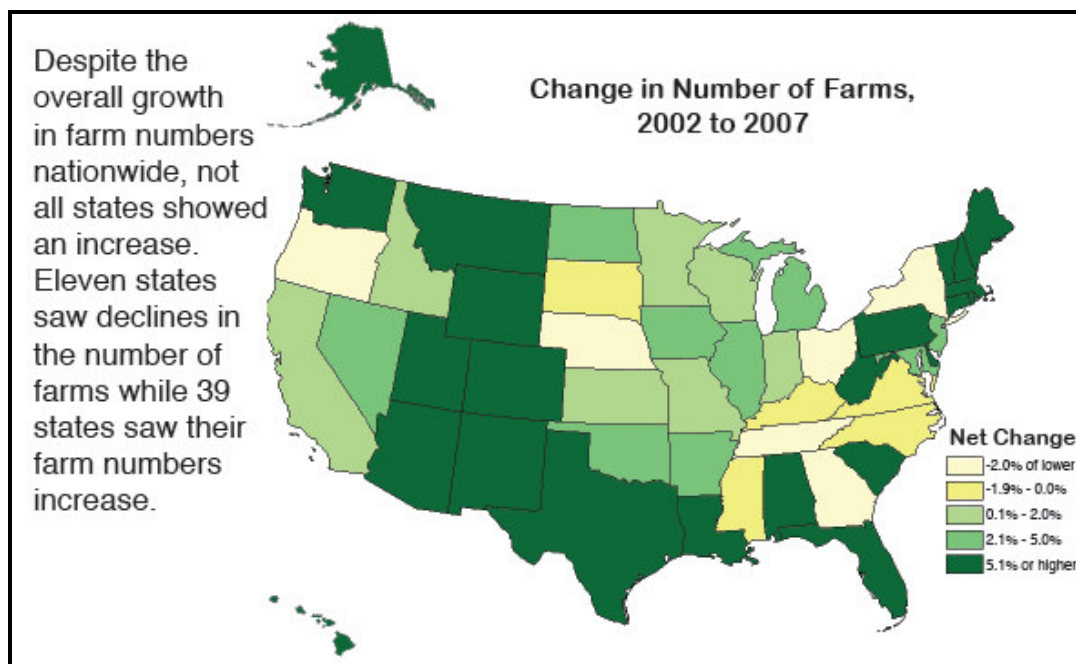 Despite the
overall growth
in farm numbers
nationwide, not
all states showed
an increase.
Eleven states
saw declines in
the number of
farms while 39
states saw their
farm numbers
increase.
Change in Number of Farms,
2002 to 2007
Net Change
-2.0% of lower
-1.9% - 0.0%
0.1% - 2.0%
2.1% - 5.0%
5.1% or higher